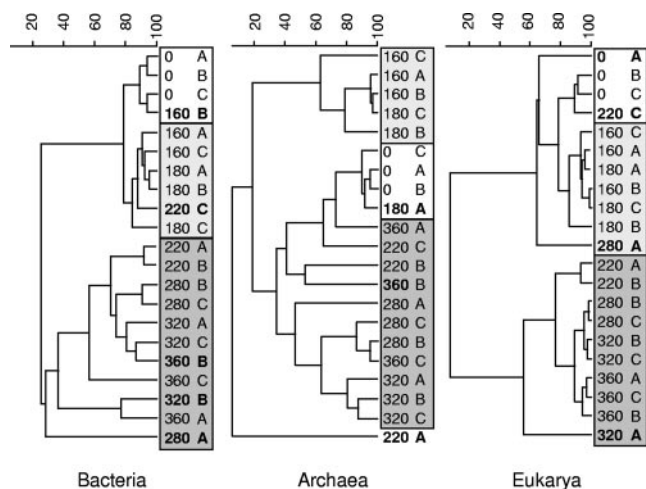 20 40 60 80 100
0 A
0 B
0 C
160 B
160 A
160 C
180 A
180 B
220 C
180 C
220 A
220 B
280 B
280 C
320 A
320 C
360 B
360 C
320 B
360 A
280 A
Bacteria
20 40 60 80 100
160 C
160 A
160 B
180 C
180 B
0 C
0 A
0 B
180 A
360 A
220 C
220 B
360 B
280 A
280 C
280 B
360 C
320 A
320 B
320 C
220 A
Archaea
20 40 60 80 100
0 A
0 B
0 C
220 C
160 C
160 A
180 A
160 B
180 C
180 B
280 A
220 A
220 B
280 B
280 C
320 B
320 C
360 A
360 C
360 B
320 A
Eukarya